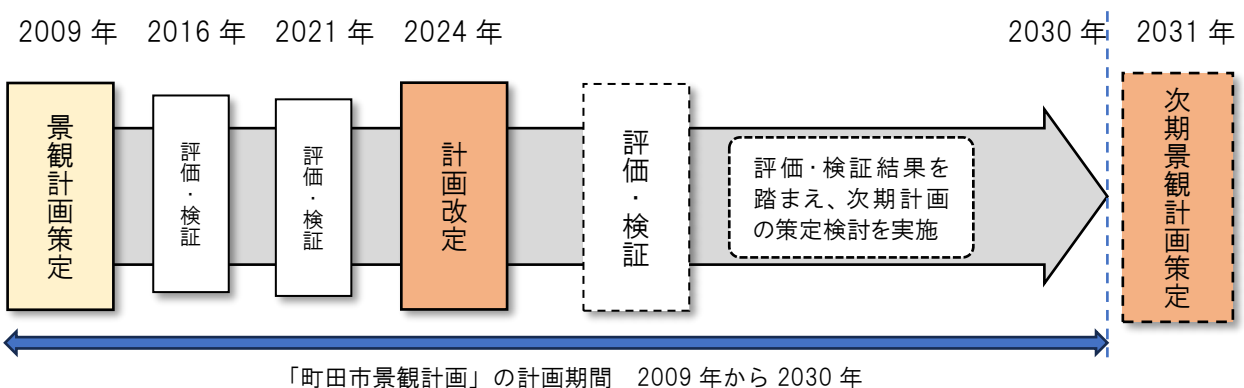 2009 年 2016 年 2021 年 2024 年 2030 年 2031 年
景観計画策定
評価・検証
評価・検証
計画改定
評価・検証
評価・検証結果を
踏まえ、次期計画
の策定検討を実施
次期景観計画策定
「町田市景観計画」の計画期間 2009 年から 2030 年